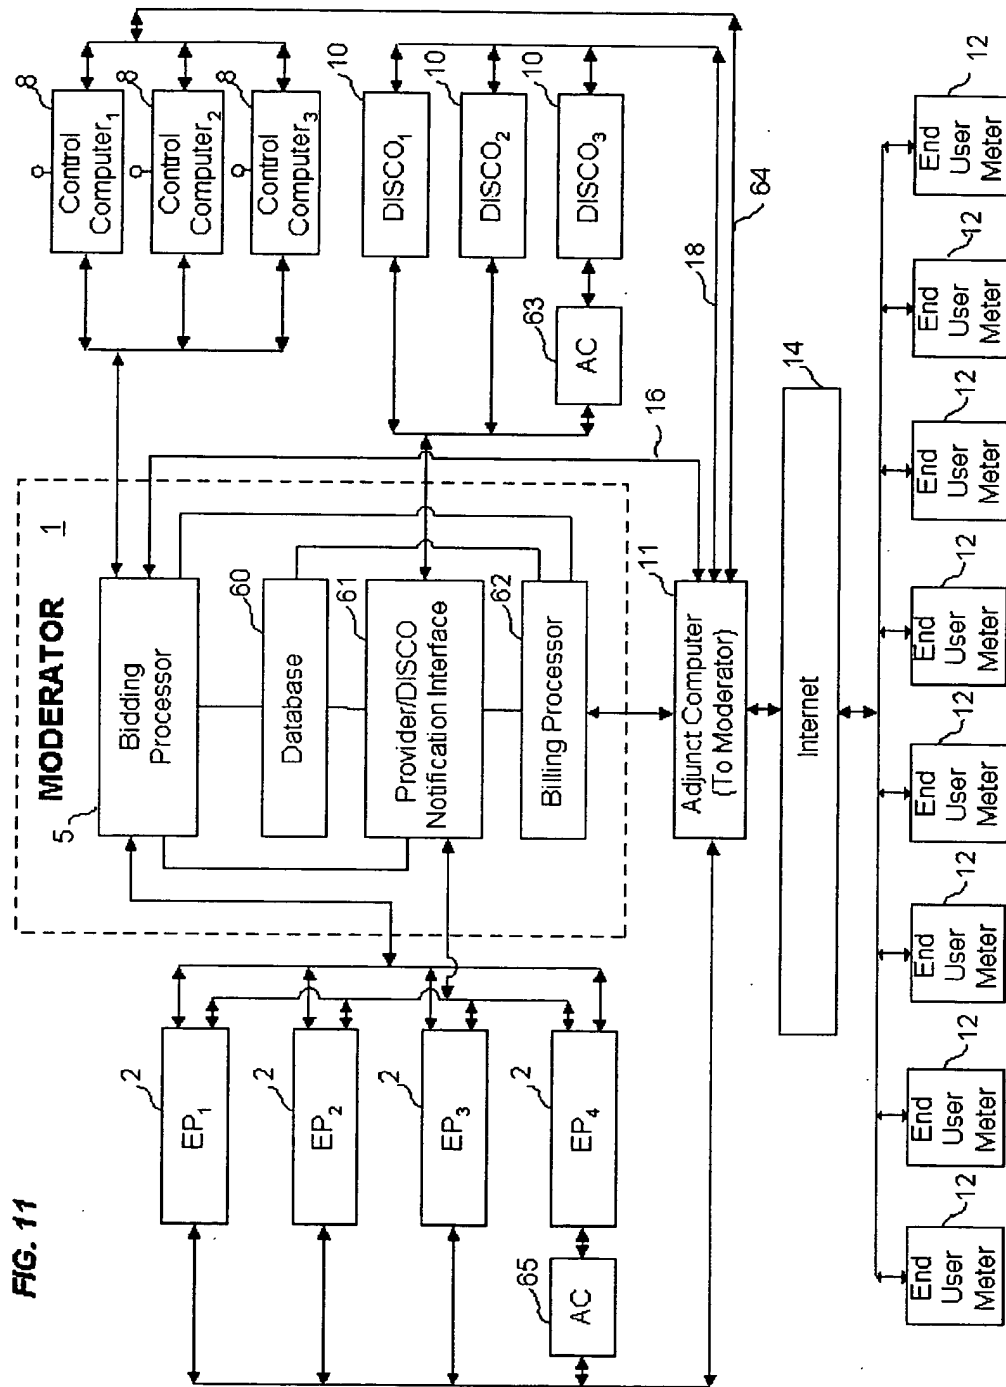 FIG. 11
MODERATOR
1
5
Bidding
Processor
60
Database
61
Provider/DISCO
Notification Interface
62
Billing Processor
2
EP1
2
EP2
2
EP3
2
EP4
65
AC
8
Control
Computer1
8
Control
Computer2
8
Control
Computer3
10
DISCO1
10
DISCO2
10
DISCO3
63
AC
16
18
64
11
Adjunct Computer
(To Moderator)
14
Internet
12
End
User
Meter
12
End
User
Meter
12
End
User
Meter
12
End
User
Meter
12
End
User
Meter
12
End
User
Meter
12
End
User
Meter
12
End
User
Meter